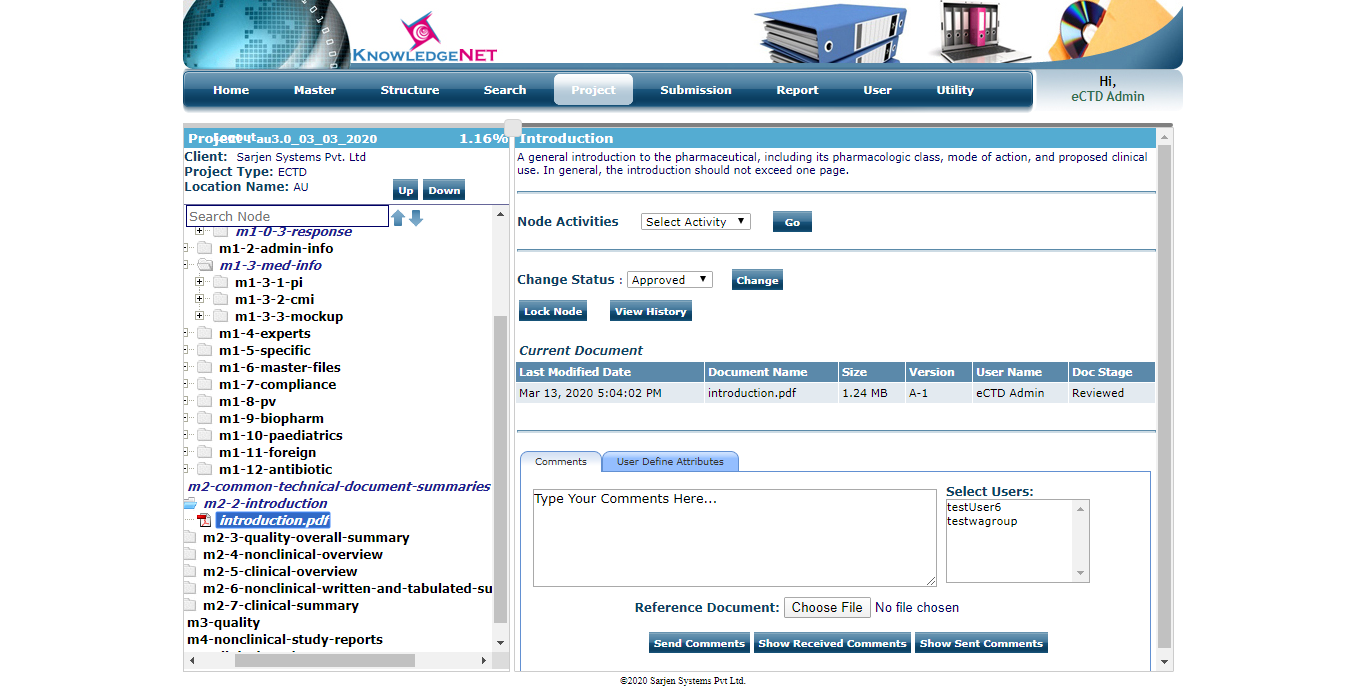 KNOWLEDGENET
Home Master Structure Search Project Submission Report User Utility
Hi,
eCTD Admin
Logout
Project : au3.0_03_03_2020 1.16%
Client: Sarjen Systems Pvt. Ltd
Project Type: ECTD
Location Name: AU
Up Down
Search Node
m1-0-3-response
m1-2-admin-info
m1-3-med-info
m1-3-1-pi
m1-3-2-cmi
m1-3-3-mockup
m1-4-experts
m1-5-specific
m1-6-master-files
m1-7-compliance
m1-8-pv
m1-9-biopharm
m1-10-paediatrics
m1-11-foreign
m1-12-antibiotic
m2-common-technical-document-summaries
m2-2-introduction
introduction.pdf
m2-3-quality-overall-summary
m2-4-nonclinical-overview
m2-5-clinical-overview
m2-6-nonclinical-written-and-tabulated-su
m2-7-clinical-summary
m3-quality
m4-nonclinical-study-reports
Introduction
A general introduction to the pharmaceutical, including its pharmacologic class, mode of action, and proposed clinical
use. In general, the introduction should not exceed one page.
Node Activities Select Activity Go
Change Status : Approved Change
Lock Node View History
Current Document
Last Modified Date Document Name Size Version User Name Doc Stage
Mar 13, 2020 5:04:02 PM introduction.pdf 1.24 MB A-1 eCTD Admin Reviewed
Comments User Define Attributes
Type Your Comments Here...
Select Users:
testUser6
testwagroup
Reference Document: Choose File No file chosen
Send Comments Show Received Comments Show Sent Comments
©2020 Sarjen Systems Pvt Ltd.